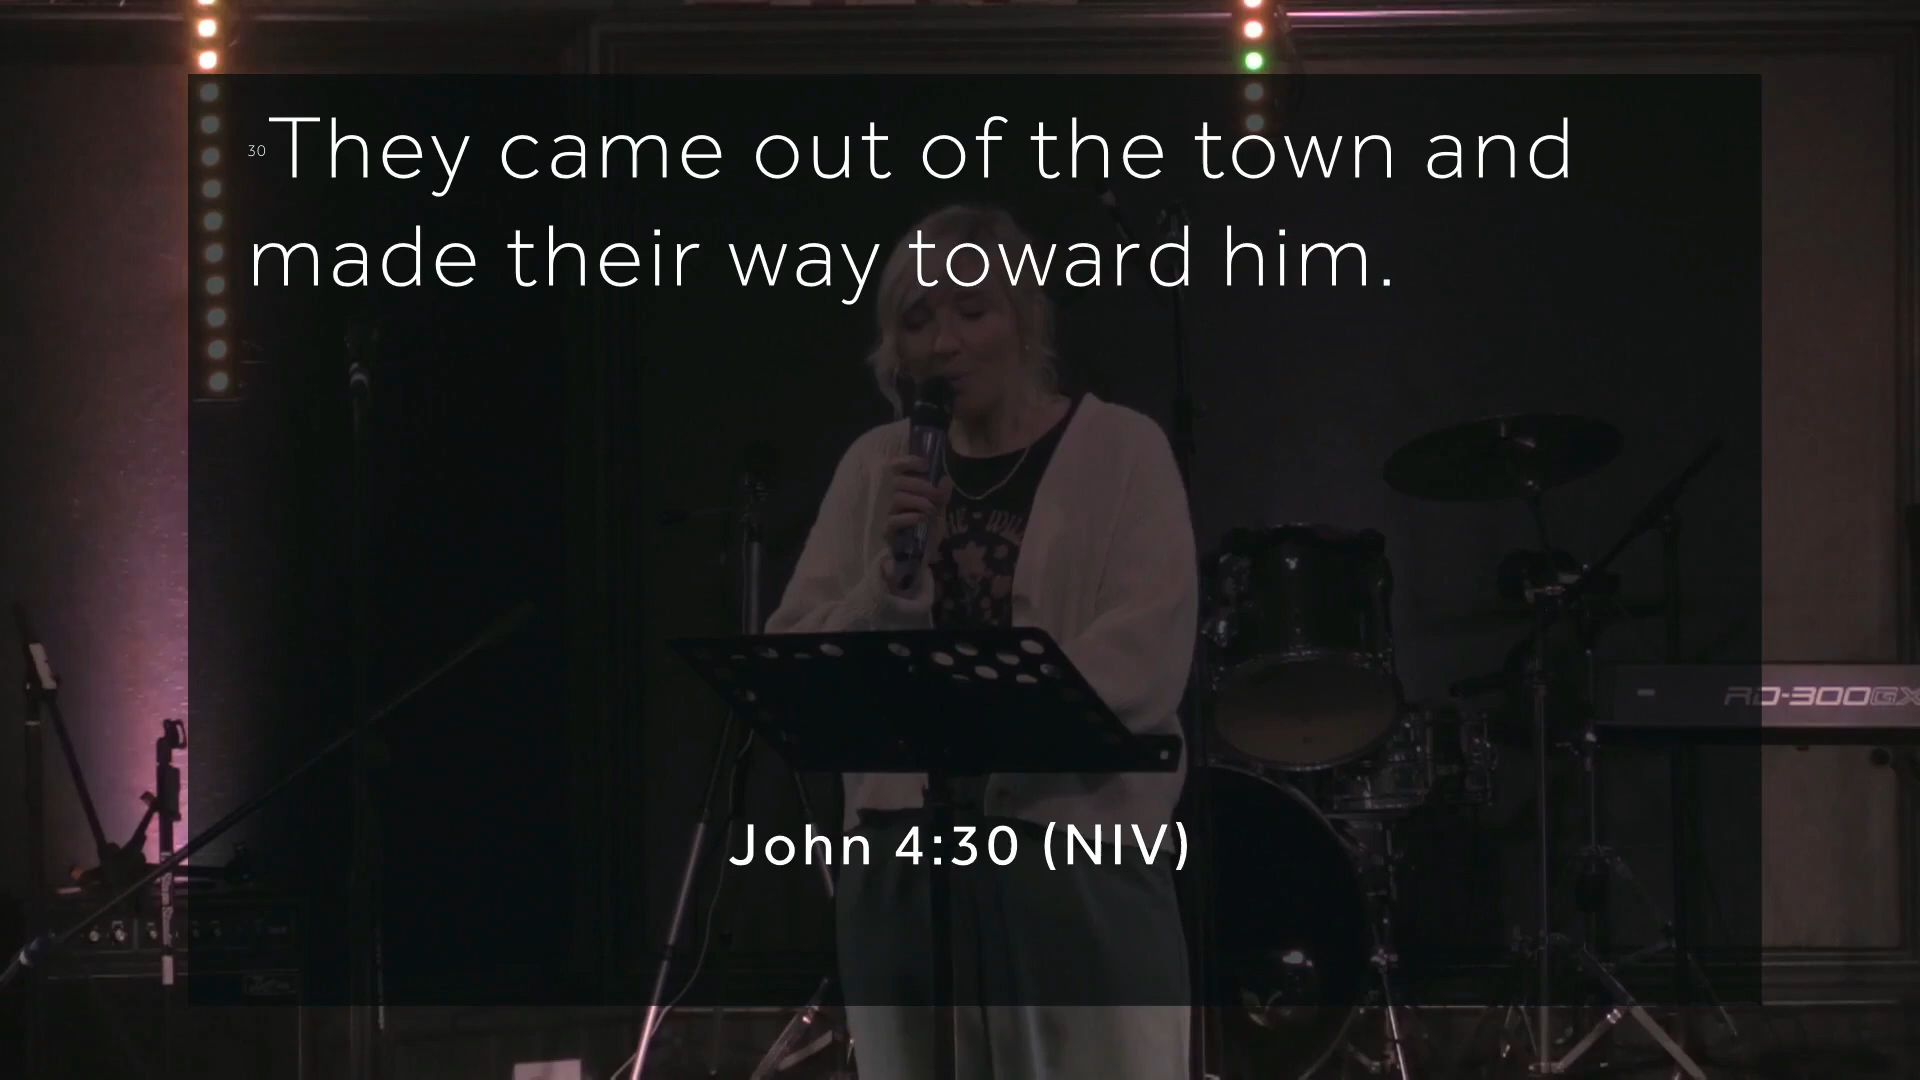 30 They came out of the town and
made their way toward him.
RD-300GX
John 4:30 (NIV)